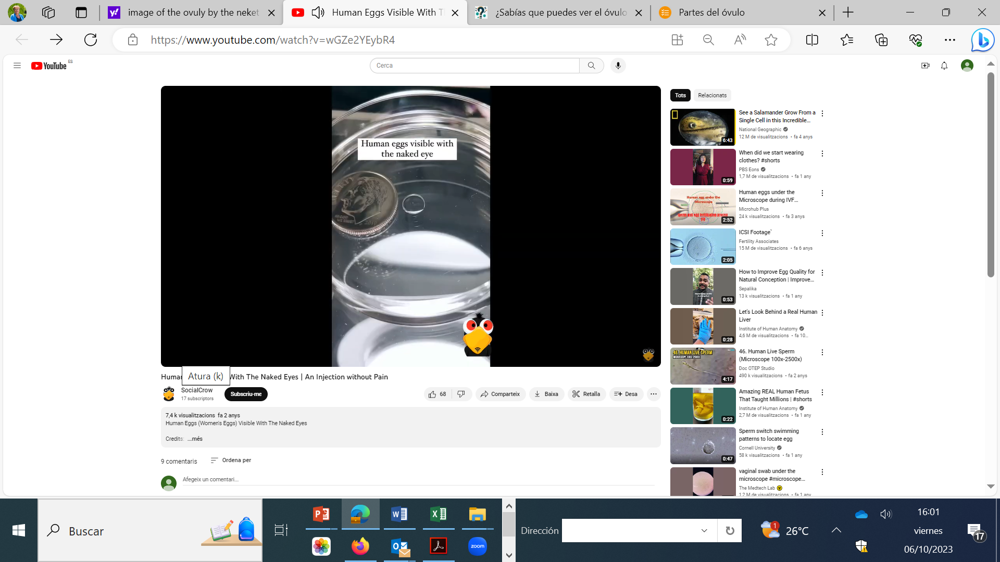 image of the ovuly by the neket
Human Eggs Visible With T
¿Sabías que puedes ver el óvulo
Partes del óvulo
https://www.youtube.com/watch?v=wGZe2YEybR4
YouTube ES
Cerca
Human eggs visible with
the naked eye
Human
Atura (k)
With The Naked Eyes | An Injection without Pain
SocialCrow
17 subscriptors
Subscriu-me
68
Comparteix
Baixa
Retalla
Desa
7,4 k visualitzacions fa 2 anys
Human Eggs (Women's Eggs) Visible With The Naked Eyes
Credits: ...més
9 comentaris
Ordena per
Afegeix un comentari...
Tots
Relacionats
See a Salamander Grow From a
Single Cell in this Incredible...
National Geographic
12 M de visualitzacions • fa 4 anys
6:43
When did we start wearing
clothes? #shorts
PBS Eons
1,7 M de visualitzacions • fa 1 any
0:59
Human egg under the
Microscope
sperm and egg fertilization process
2:52
Human eggs under the
Microscope during IVF...
Microhub Plus
24 k visualitzacions • fa 3 anys
ICSI Footage`
Fertility Associates
15 M de visualitzacions • fa 6 anys
2:05
How to Improve Egg Quality for
Natural Conception | Improve...
Sepalika
13 k visualitzacions • fa 1 any
0:53
Let's Look Behind a Real Human
Liver
Institute of Human Anatomy
4,6 M de visualitzacions • fa 10...
0:28
46. HUMAN LIVE SPERM
MICROSCOPE 100X-2500X
4:17
46. Human Live Sperm
(Microscope 100x-2500x)
Doc OTEP Studio
490 k visualitzacions • fa 2 anys
Amazing REAL Human Fetus
That Taught Millions | #shorts
Institute of Human Anatomy
2,7 M de visualitzacions • fa 1 any
0:22
Sperm switch swimming
patterns to locate egg
Cornell University
58 k visualitzacions • fa 1 any
0:47
vaginal swab under the
microscope #microscope...
The Medtech Lab
1,2 M de visualitzacions • fa 1 any
Buscar
zoom
Dirección
1
26°C
16:01
viernes
06/10/2023
17